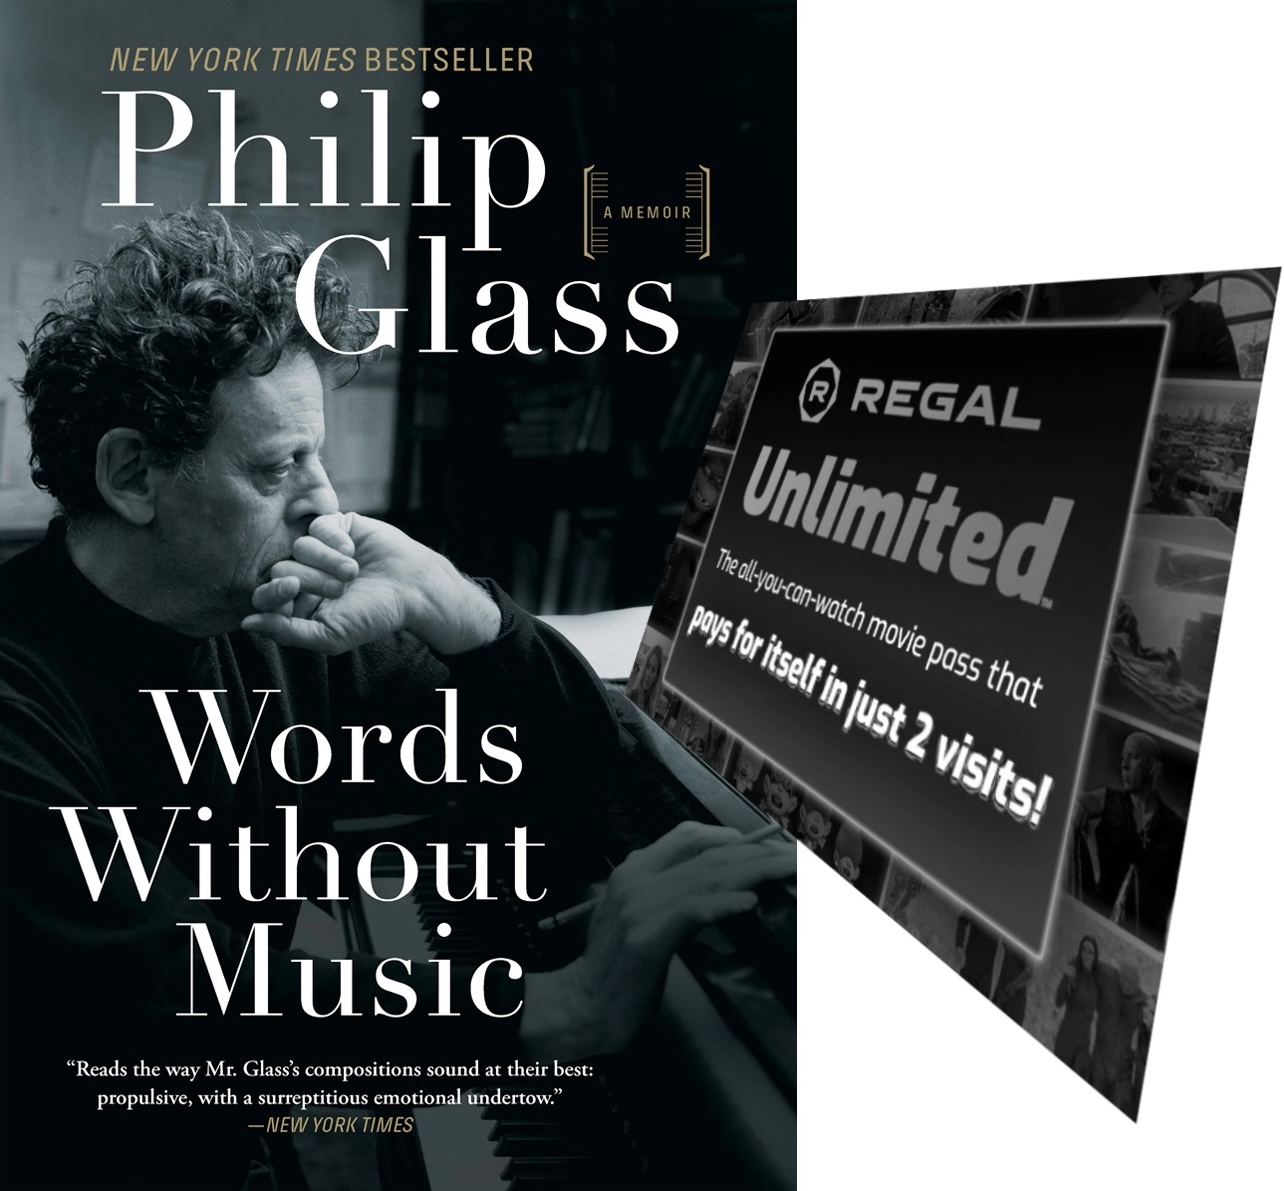 NEW YORK TIMES BESTSELLER
Philip
Glass
A MEMOIR
Words
Without
Music
“Reads the way Mr. Glass’s compositions sound at their best:
propulsive, with a surreptitious emotional undertow.”
—NEW YORK TIMES
R REGAL
Unlimited™
The all-you-can-watch movie pass that
pays for itself in just 2 visits!